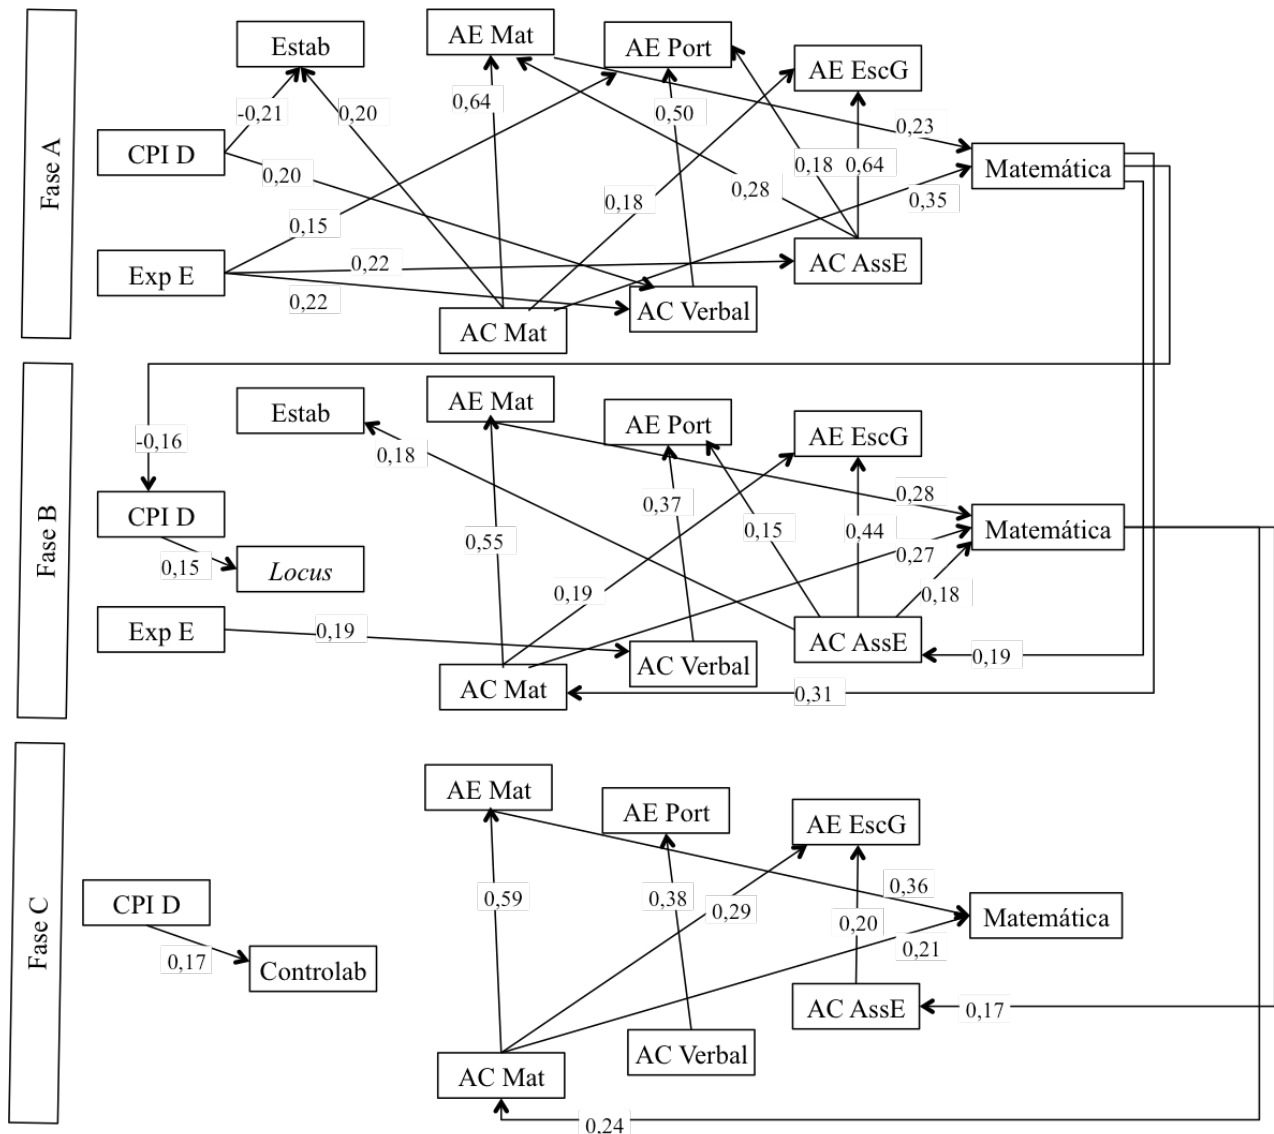 Fase A
Estab
AE Mat
AE Port
AE EscG
-0,21
0,20
0,64
0,50
0,23
CPI D
0,20
0,18
0,64
Matemática
0,28
0,35
0,15
0,18
Exp E
0,22
AC AssE
0,22
AC Mat
AC Verbal
Fase B
Estab
AE Mat
AE Port
AE EscG
-0,16
0,18
0,28
CPI D
0,37
0,15
0,44
Matemática
0,55
0,27
0,15
Locus
0,19
0,18
Exp E
0,19
AC AssE
0,19
AC Mat
AC Verbal
0,31
Fase C
AE Mat
AE Port
AE EscG
CPI D
0,59
0,38
0,29
0,36
0,20
Matemática
0,21
0,17
Controlab
AC AssE
0,17
AC Verbal
AC Mat
0,24